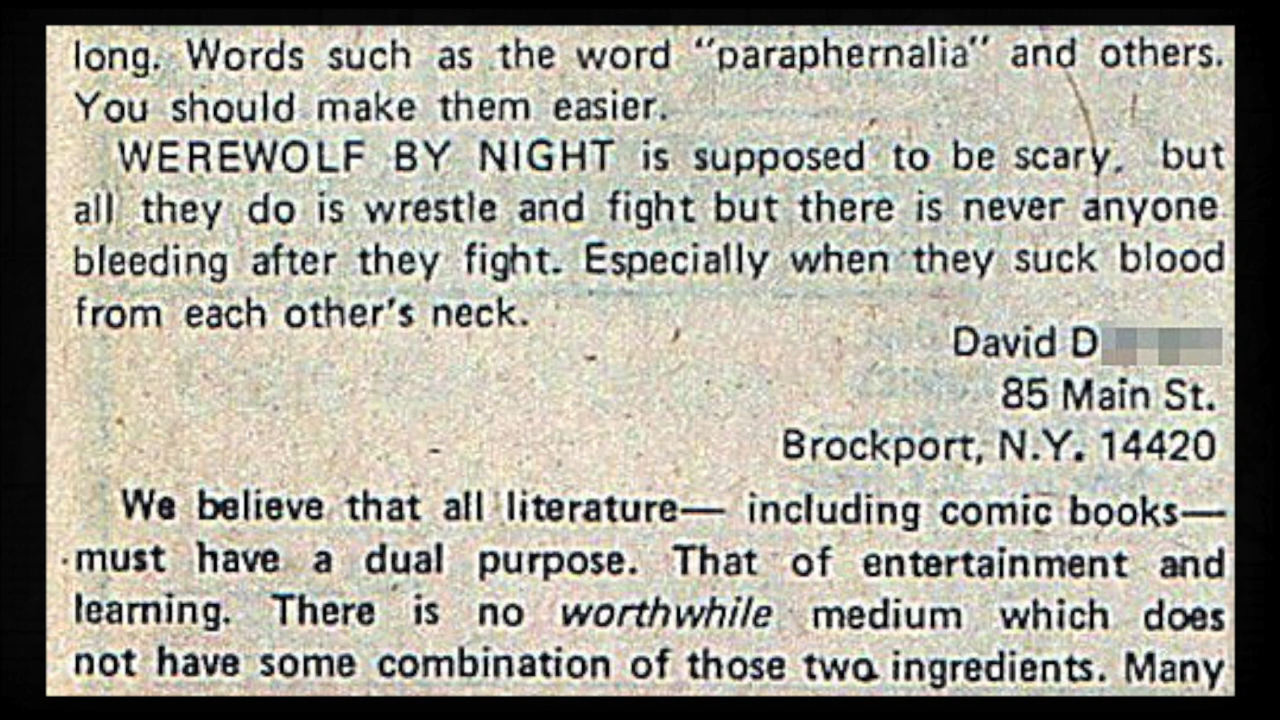 long. Words such as the word "paraphernalia" and others.
You should make them easier.
WEREWOLF BY NIGHT is supposed to be scary, but
all they do is wrestle and fight but there is never anyone
bleeding after they fight. Especially when they suck blood
from each other's neck.
David D
85 Main St.
Brockport, N.Y. 14420
We believe that all literature— including comic books—
must have a dual purpose. That of entertainment and
learning. There is no worthwhile medium which does
not have some combination of those two ingredients. Many